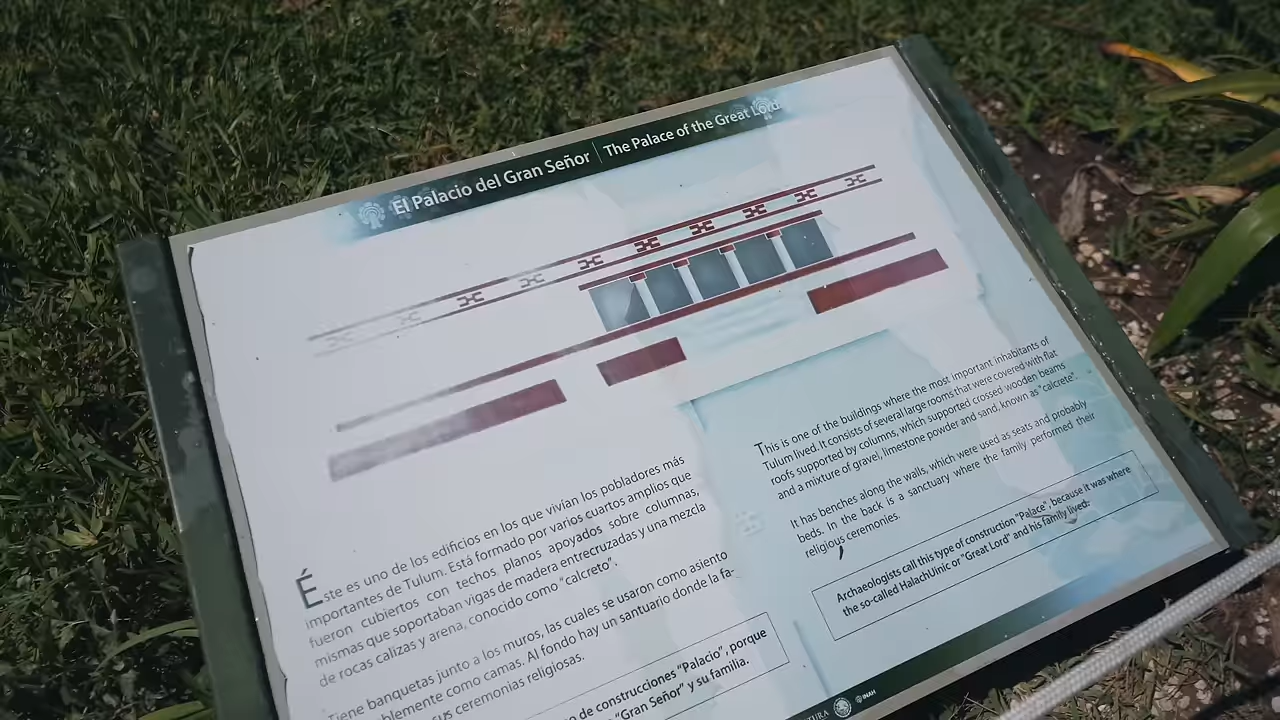 El Palacio del Gran Señor | The Palace of the Great Lord
Éste es uno de los edificios en los que vivían los pobladores más
importantes de Tulum. Está formado por varios cuartos amplios que
fueron cubiertos con techos planos apoyados sobre columnas,
mismas que soportaban vigas de madera entrecruzadas y una mezcla
de rocas calizas y arena, conocido como "calcreto".
Tiene banquetas junto a los muros, las cuales se usaron como asiento
blemente como camas. Al fondo hay un santuario donde la fa-
us ceremonias religiosas.
de construcciones "Palacio", porque
"Gran Señor" y su familia.
This is one of the buildings where the most important inhabitants of
Tulum lived. It consists of several large rooms that were covered with flat
roofs supported by columns, which supported crossed wooden beams
and a mixture of gravel, limestone powder and sand, known as "calcrete".
It has benches along the walls, which were used as seats and probably
beds. In the back is a sanctuary where the family performed their
religious ceremonies.
Archaeologists call this type of construction "Palace", because it was where
the so-called HalachUinic or "Great Lord" and his family lived.
TURA
INAH